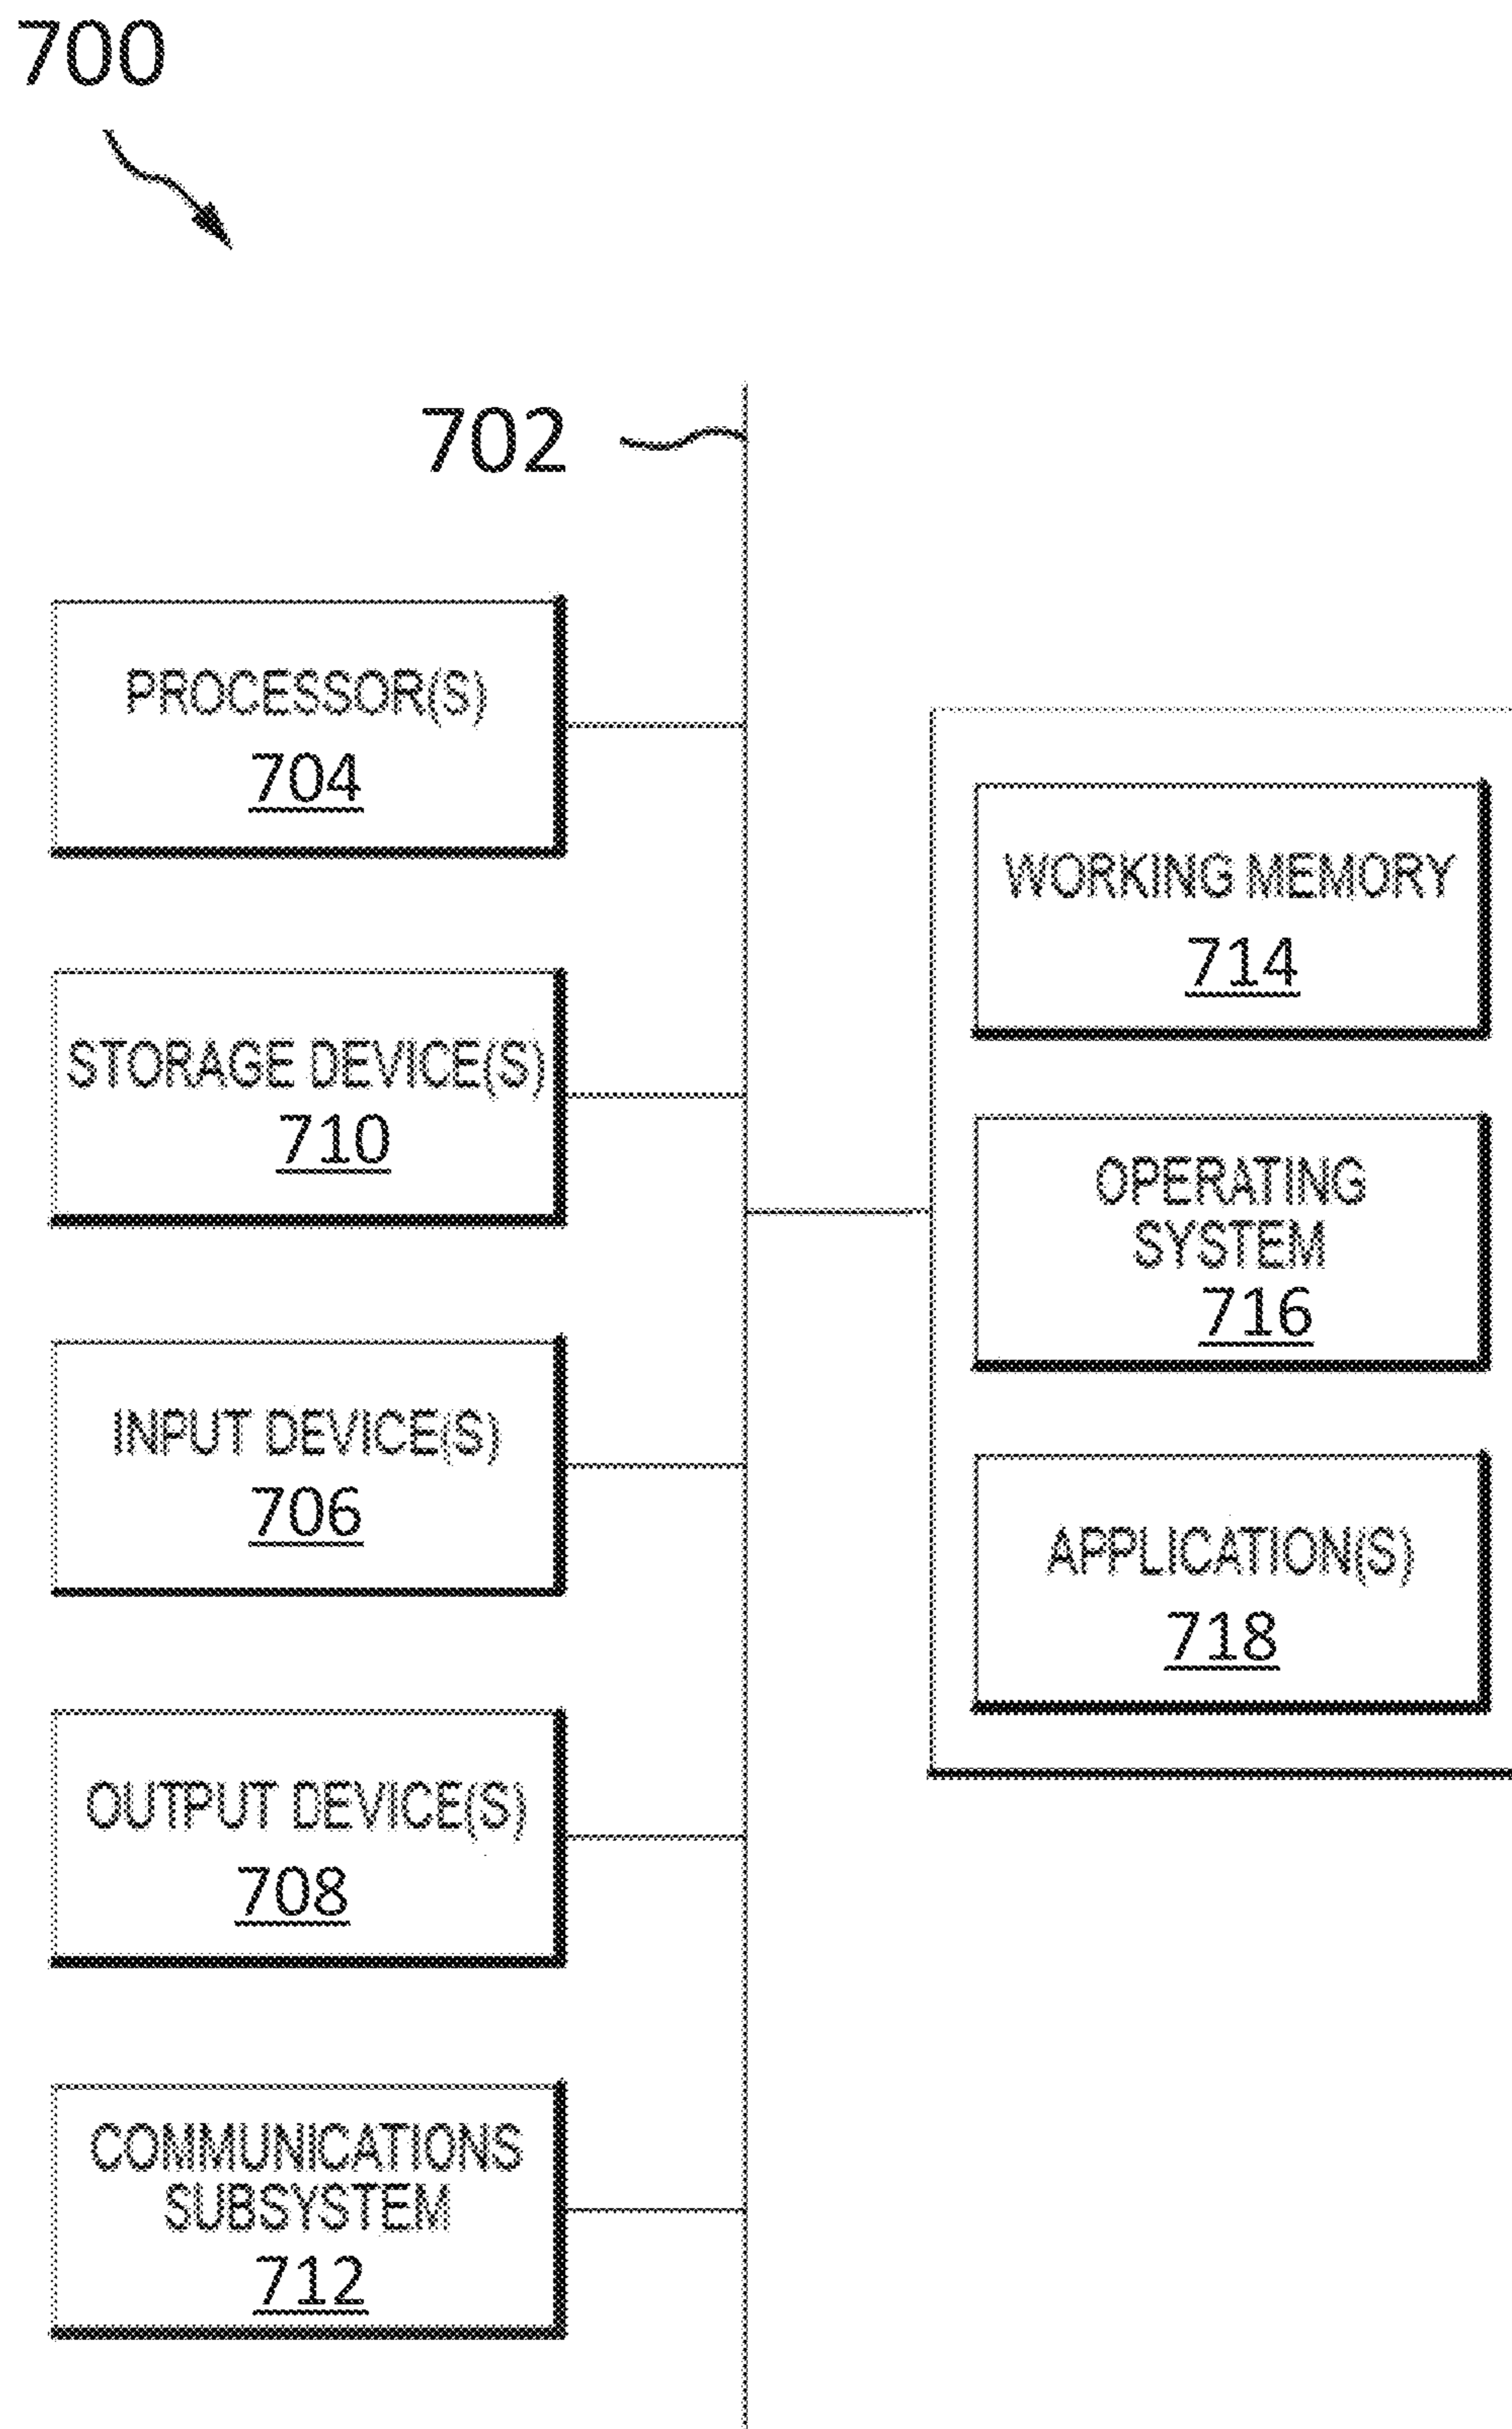 700
702
PROCESSOR(S)
704
STORAGE DEVICE(S)
710
INPUT DEVICE(S)
706
OUTPUT DEVICE(S)
708
COMMUNICATIONS
SUBSYSTEM
712
WORKING MEMORY
714
OPERATING
SYSTEM
716
APPLICATION(S)
718